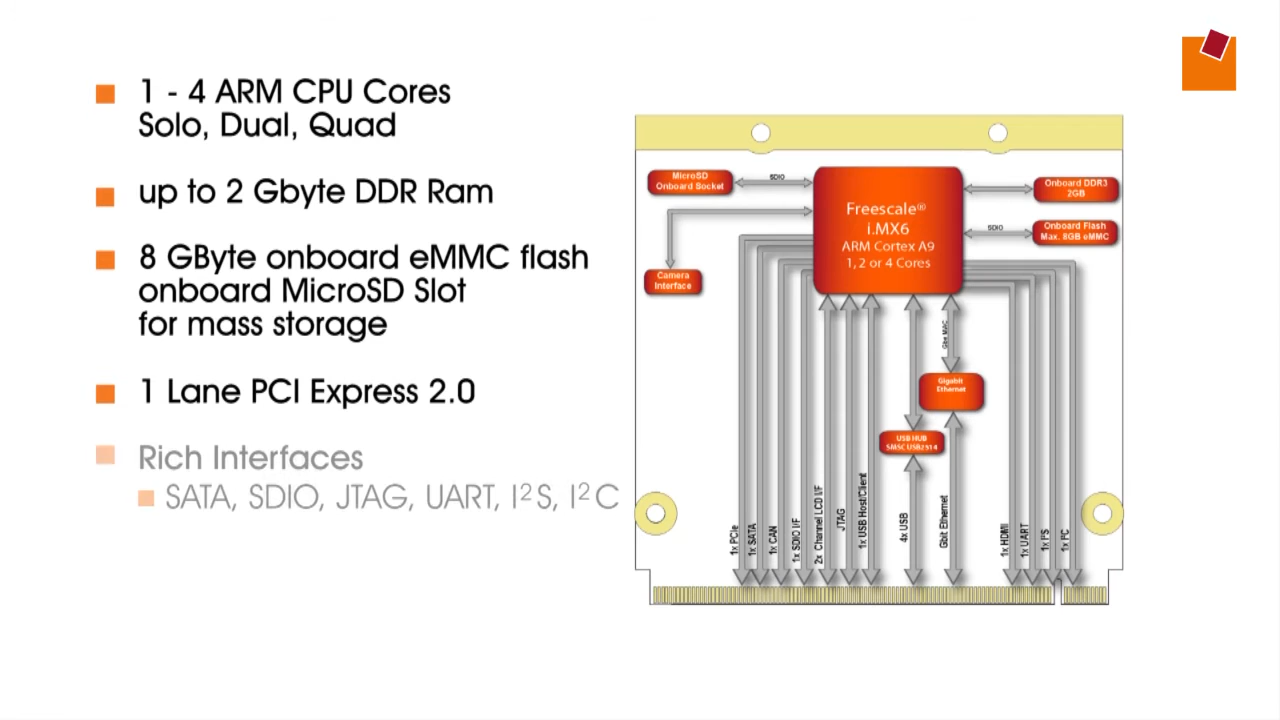 1 - 4 ARM CPU Cores
Solo, Dual, Quad
up to 2 Gbyte DDR Ram
8 GByte onboard eMMC flash
onboard MicroSD Slot
for mass storage
1 Lane PCI Express 2.0
Rich Interfaces
SATA, SDIO, JTAG, UART, I²S, I²C
MicroSD
Onboard Socket
SDIO
Freescale®
i.MX6
ARM Cortex A9
1, 2 or 4 Cores
Onboard DDR3
2GB
SDIO
Onboard Flash
Max. 8GB eMMC
Camera
Interface
Gbe MAC
Gigabit
Ethernet
USB HUB
SMSC USB2514
1x PCIe
1x SATA
1x CAN
1x SDIO I/F
2x Channel LCD I/F
JTAG
1x USB Host/Client
4x USB
Gbit Ethernet
1x HDMI
1x UART
1x I²S
1x I²C